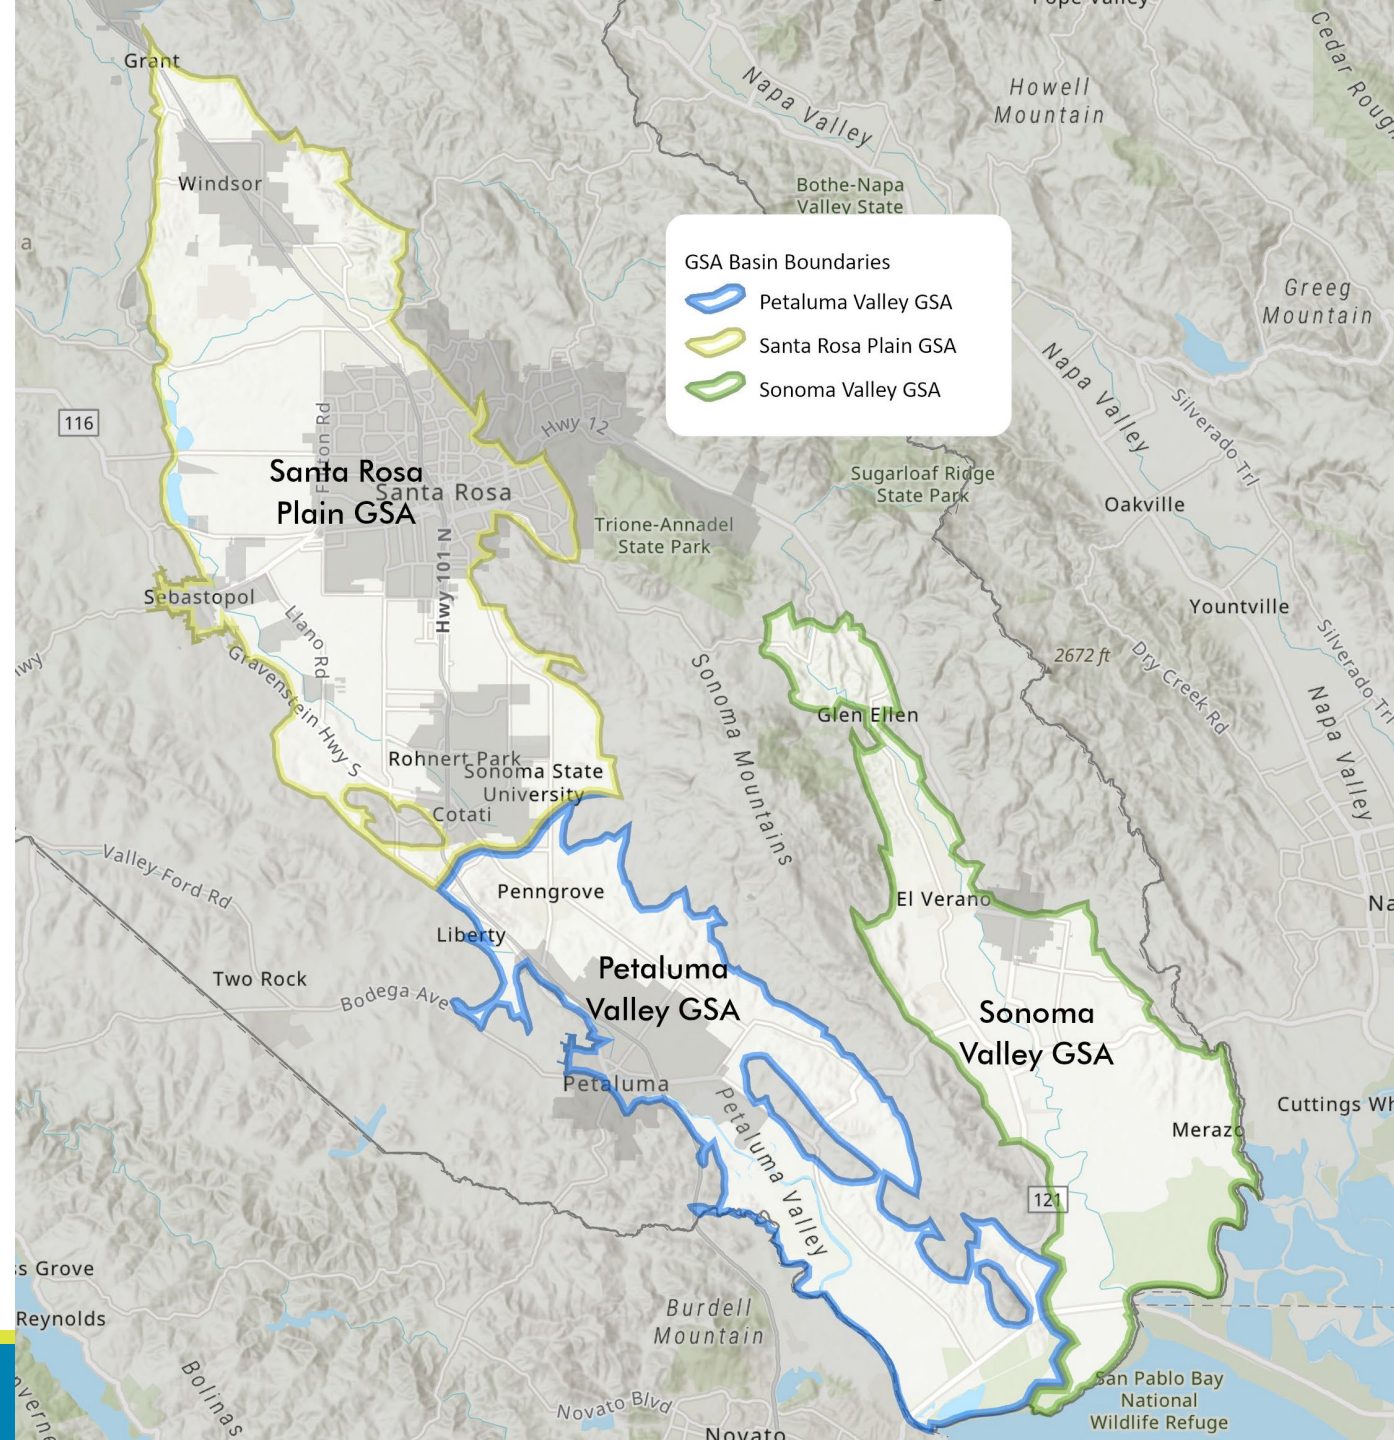 Grant
Napa Valley
Howell
Mountain
Windsor
Bothe-Napa
Valley State
GSA Basin Boundaries
Petaluma Valley GSA
Santa Rosa Plain GSA
Sonoma Valley GSA
Greeg
Mountain
Napa Valley
Silverado Trl
116
Hwy 12
Santa Rosa
Plain GSA
Santa Rosa
Sugarloaf Ridge
State Park
Oakville
Trione-Annadel
State Park
Hwy 101 N
Sebastopol
Llano Rd
Yountville
Silverado Trl
Gravenstein Hwy S
Sonoma Mountains
2672 ft
Dry Creek Rd
Napa Valley
Glen Ellen
Rohnert Park
Sonoma State
University
Cotati
Valley Ford Rd
Penngrove
El Verano
Liberty
Two Rock
Bodega Ave
Petaluma
Valley GSA
Sonoma
Valley GSA
Petaluma
Petaluma Valley
Cuttings Wh
Merazo
121
ss Grove
Reynolds
Burdell
Mountain
Bolinas
Novato Blvd
Novato
San Pablo Bay
National
Wildlife Refuge